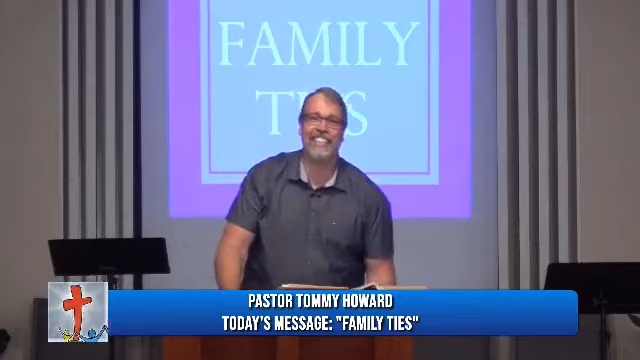 FAMILY
TIES
PASTOR TOMMY HOWARD
TODAY'S MESSAGE: "FAMILY TIES"